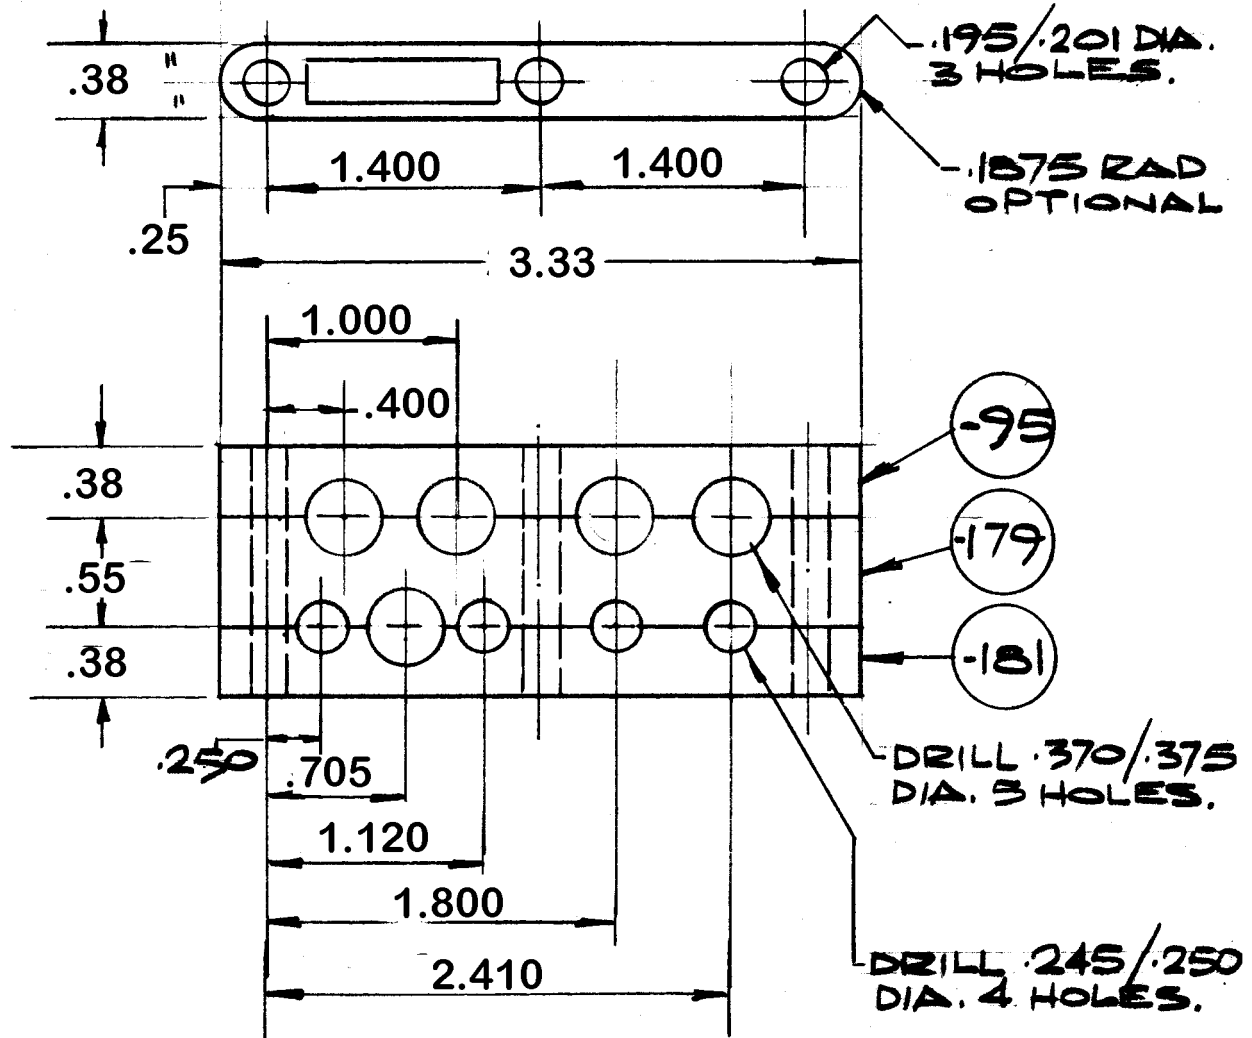 .195/.201 DIA.
3 HOLES.
.38
"
"
1.400
1.400
.1875 RAD
OPTIONAL
.25
3.33
1.000
.400
-95
.38
-179
.55
-181
.38
.250
.705
DRILL .370/.375
DIA. 5 HOLES.
1.120
1.800
2.410
DRILL .245/.250
DIA. 4 HOLES.